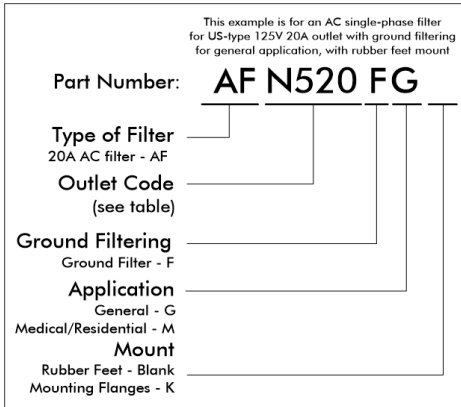 This example is for an AC single-phase filter
for US-type 125V 20A outlet with ground filtering
for general application, with rubber feet mount
Part Number: AF N520 F G
Type of Filter
20A AC filter - AF
Outlet Code
(see table)
Ground Filtering
Ground Filter - F
Application
General - G
Medical/Residential - M
Mount
Rubber Feet - Blank
Mounting Flanges - K